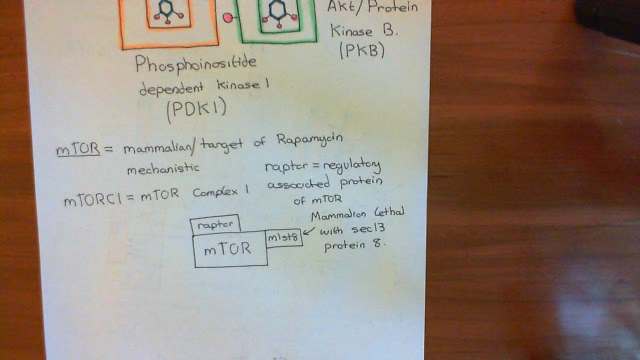 Akt/Protein
Kinase B.
(PKB)
Phosphoinositide
dependent kinase 1
(PDK1)
mTOR = mammalian/target of Rapamycin
mechanistic
raptor = regulatory
associated protein
of mTOR
mTORC1 = mTOR Complex 1
raptor
mTOR
mlst8
Mammalian lethal
with sec13
protein 8.